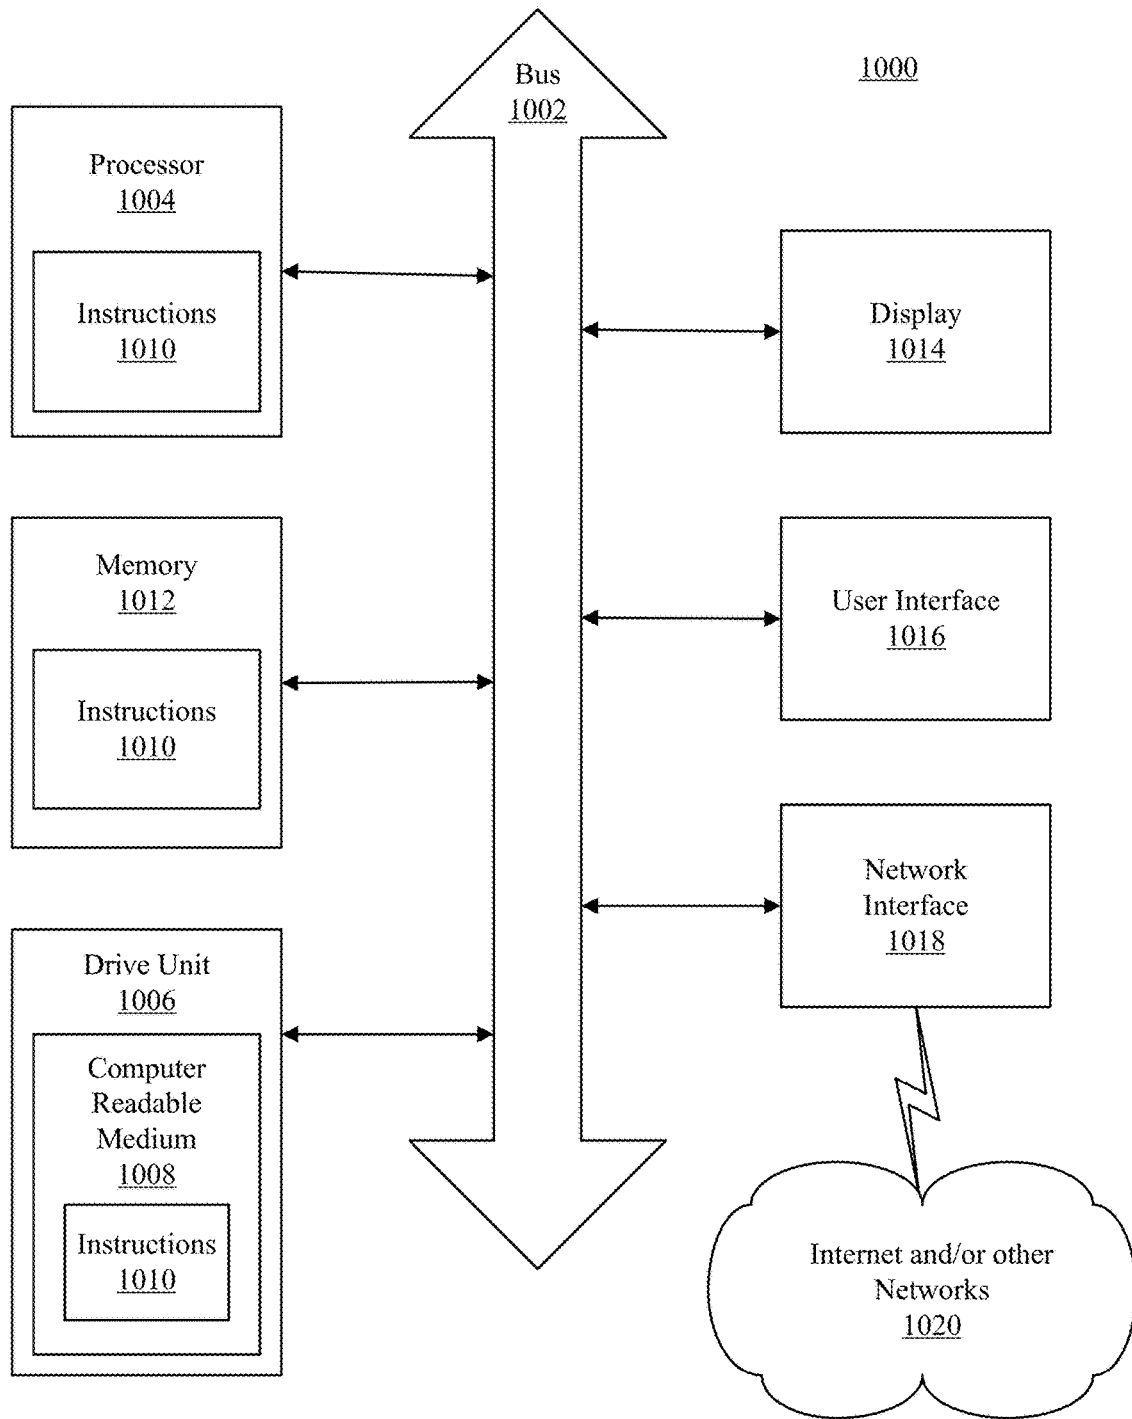 Bus
1002
1000
Processor
1004
Instructions
1010
Display
1014
Memory
1012
Instructions
1010
User Interface
1016
Network
Interface
1018
Drive Unit
1006
Computer
Readable
Medium
1008
Instructions
1010
Internet and/or other
Networks
1020